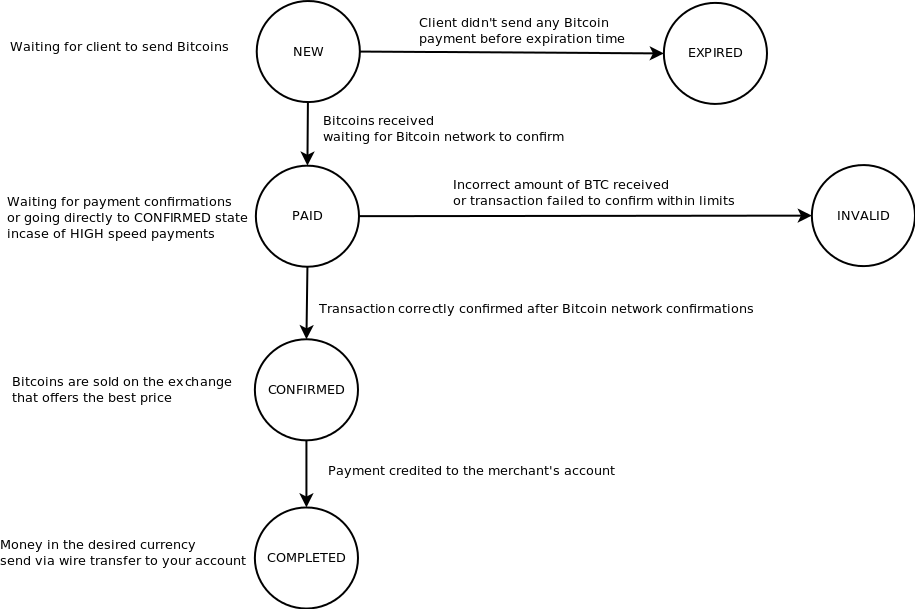 Client didn't send any Bitcoin
payment before expiration time
Waiting for client to send Bitcoins
NEW
EXPIRED
Bitcoins received
waiting for Bitcoin network to confirm
Incorrect amount of BTC received
or transaction failed to confirm within limits
Waiting for payment confirmations
or going directly to CONFIRMED state
incase of HIGH speed payments
PAID
INVALID
Transaction correctly confirmed after Bitcoin network confirmations
Bitcoins are sold on the exchange
that offers the best price
CONFIRMED
Payment credited to the merchant's account
Money in the desired currency
send via wire transfer to your account
COMPLETED